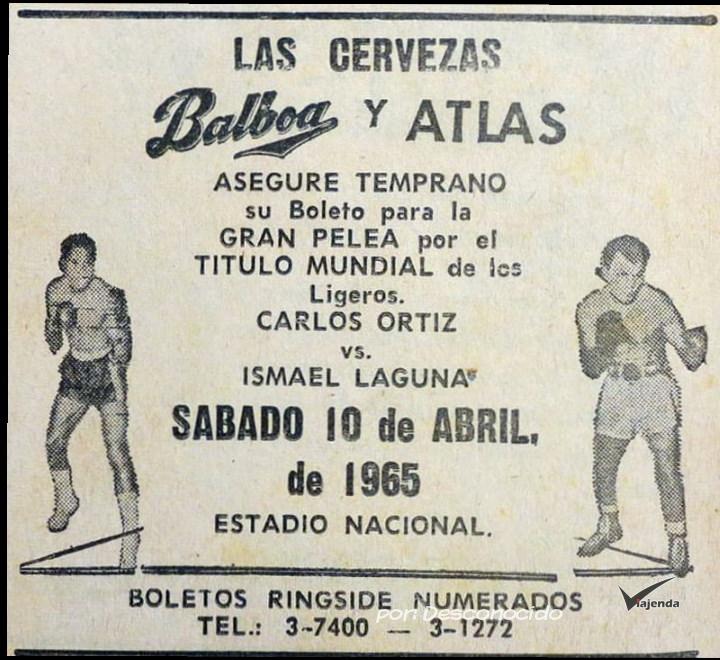 LAS CERVEZAS
Balboa Y ATLAS
ASEGURE TEMPRANO
su Boleto para la
GRAN PELEA por el
TITULO MUNDIAL de los
Ligeros.
CARLOS ORTIZ
vs.
ISMAEL LAGUNA
SABADO 10 de ABRIL,
de 1965
ESTADIO NACIONAL.
BOLETOS RINGSIDE NUMERADOS
por: Desconocido
TEL.: 3-7400 — 3-1272
Viajenda